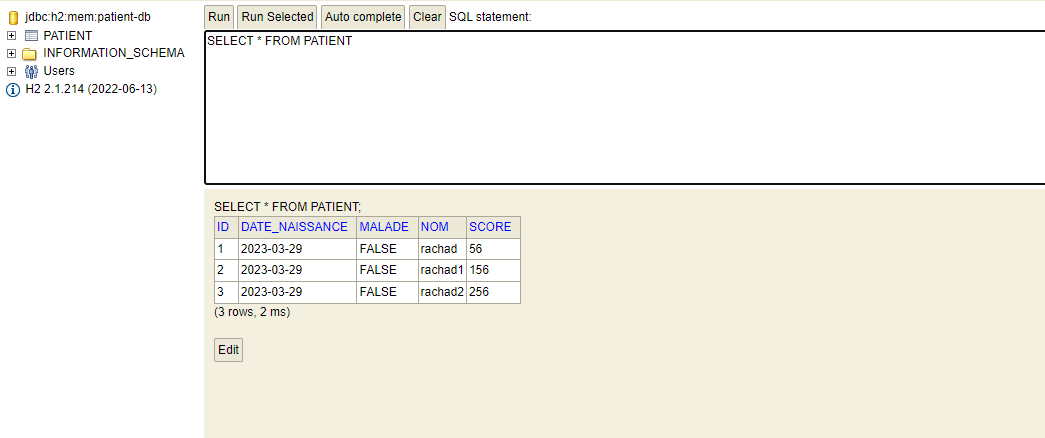 jdbc:h2:mem:patient-db
PATIENT
INFORMATION_SCHEMA
Users
H2 2.1.214 (2022-06-13)
Run Run Selected Auto complete Clear SQL statement:
SELECT * FROM PATIENT
SELECT * FROM PATIENT;
ID DATE_NAISSANCE MALADE NOM SCORE
1 2023-03-29 FALSE rachad 56
2 2023-03-29 FALSE rachad1 156
3 2023-03-29 FALSE rachad2 256
(3 rows, 2 ms)
Edit